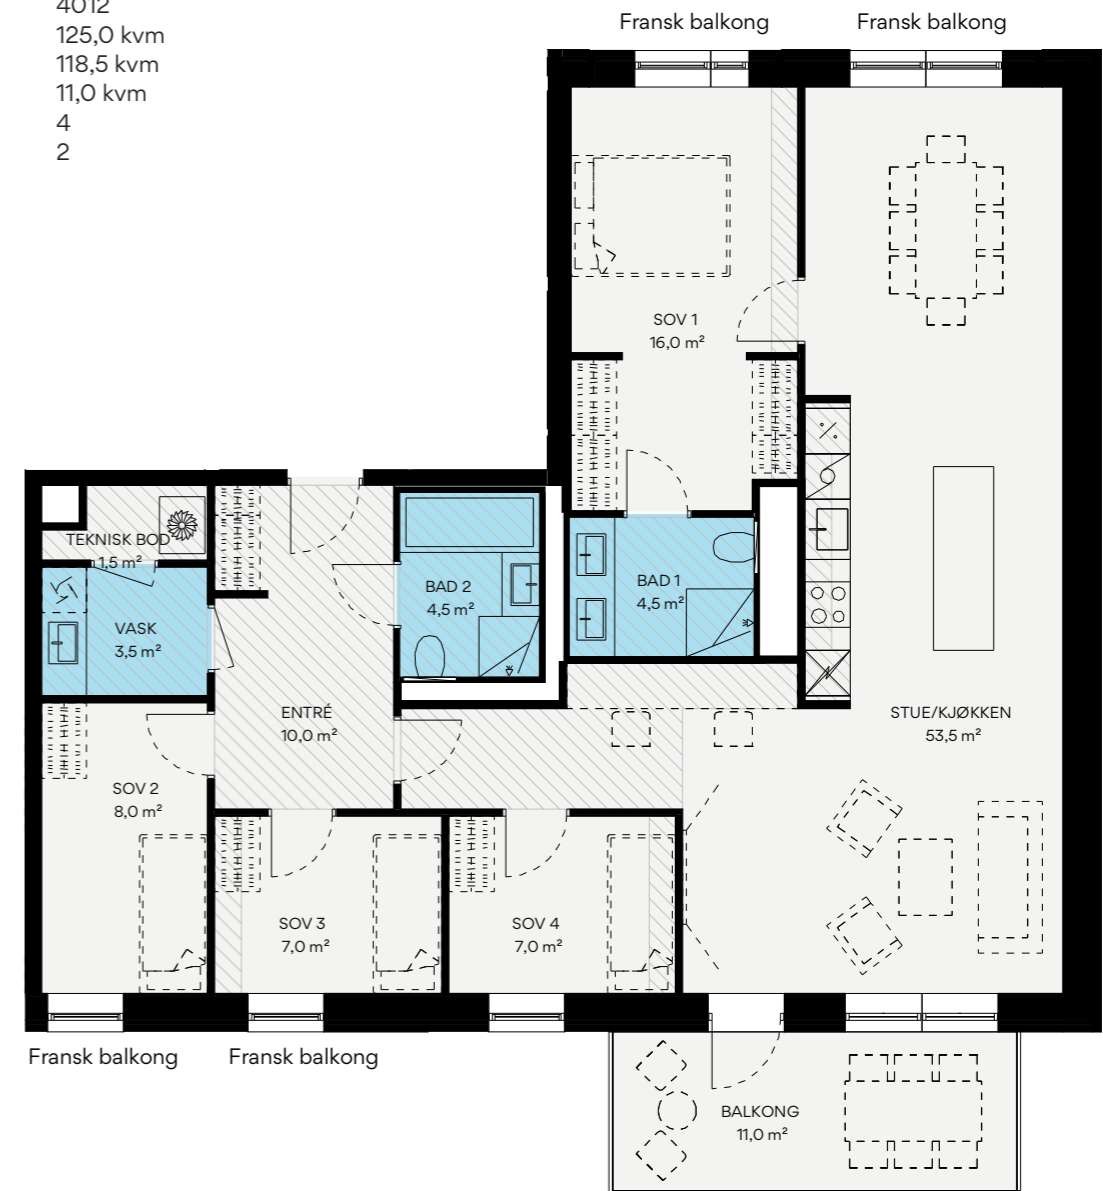 4012
125,0 kvm
118,5 kvm
11,0 kvm
4
2
Fransk balkong
Fransk balkong
SOV 1
16,0 m²
TEKNISK BOD
1,5 m²
VASK
3,5 m²
BAD 2
4,5 m²
BAD 1
4,5 m²
ENTRÉ
10,0 m²
STUE/KJØKKEN
53,5 m²
SOV 2
8,0 m²
SOV 3
7,0 m²
SOV 4
7,0 m²
Fransk balkong
Fransk balkong
BALKONG
11,0 m²